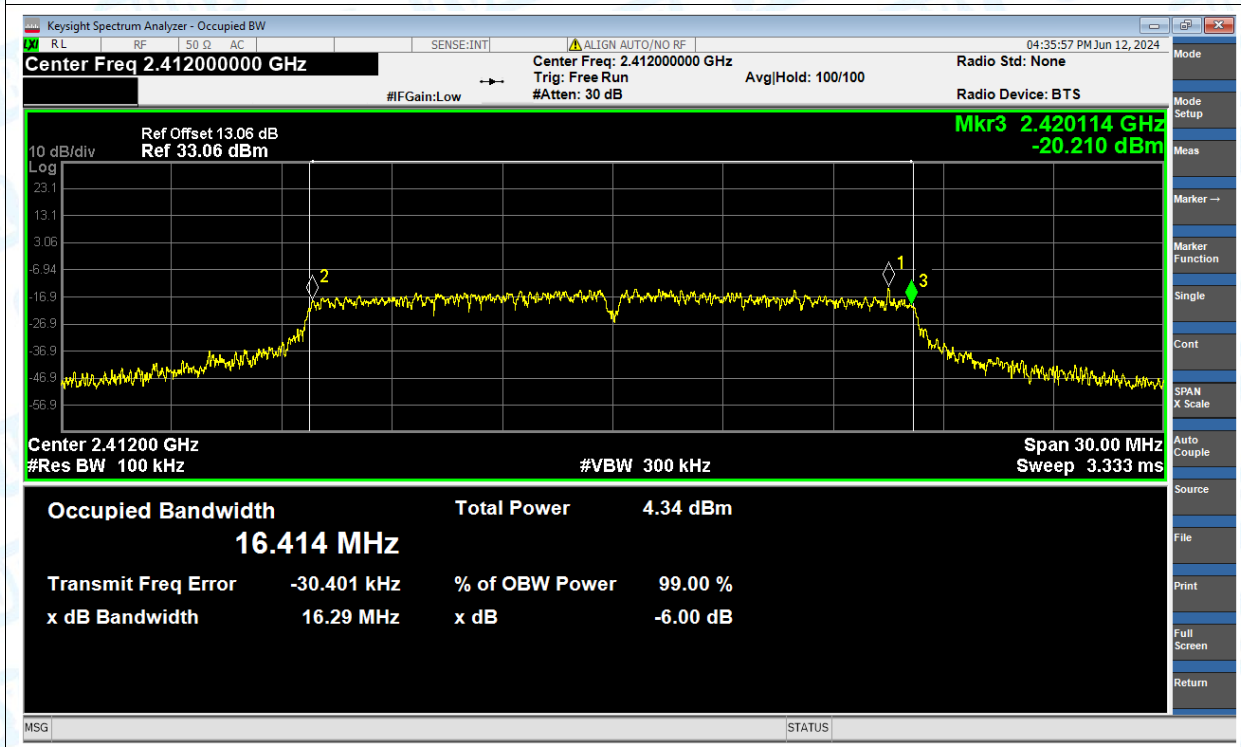 Keysight Spectrum Analyzer - Occupied BW
LXI RL RF 50 Ω AC SENSE:INT ALIGN AUTO/NO RF 04:35:57 PM Jun 12, 2024
Center Freq 2.412000000 GHz
Center Freq: 2.412000000 GHz
Radio Std: None
Trig: Free Run
Avg|Hold: 100/100
#IFGain:Low
#Atten: 30 dB
Radio Device: BTS
Ref Offset 13.06 dB
Mkr3 2.420114 GHz
10 dB/div Ref 33.06 dBm
-20.210 dBm
Log
23.1
13.1
3.06
-6.94
-16.9
-26.9
-36.9
-46.9
-56.9
2
1
3
Center 2.41200 GHz
Span 30.00 MHz
#Res BW 100 kHz
#VBW 300 kHz
Sweep 3.333 ms
Occupied Bandwidth
16.414 MHz
Total Power 4.34 dBm
Transmit Freq Error -30.401 kHz
% of OBW Power 99.00 %
x dB Bandwidth 16.29 MHz
x dB -6.00 dB
Mode
Mode
Setup
Meas
Marker →
Marker
Function
Single
Cont
SPAN
X Scale
Auto
Couple
Source
File
Print
Full
Screen
Return
MSG
STATUS